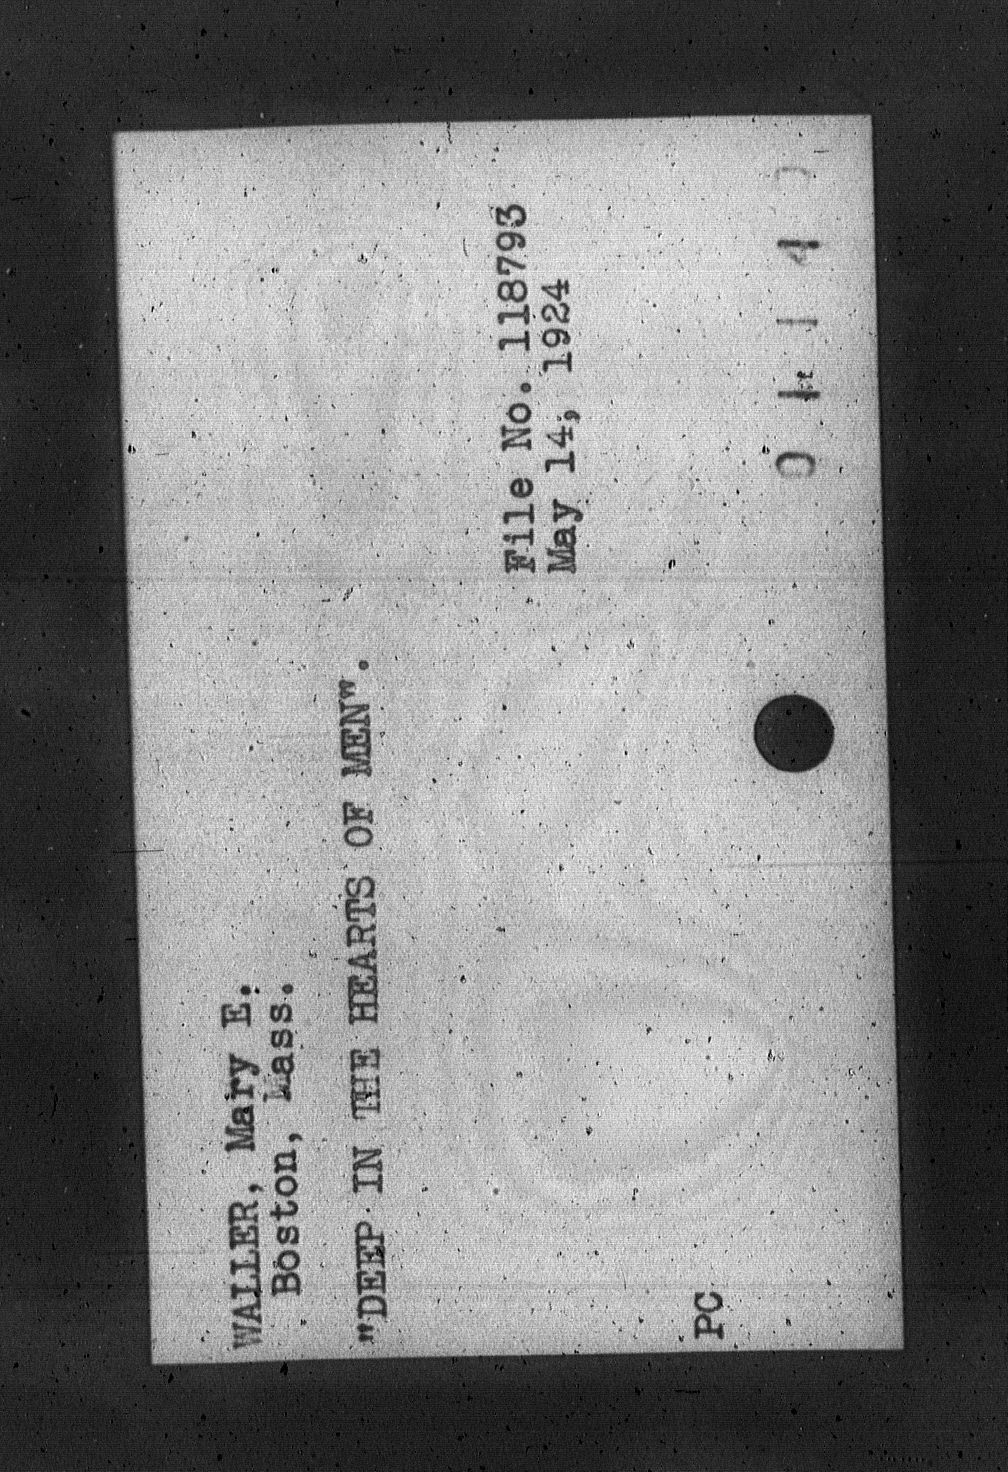 WALLER, Mary E.
Boston, Mass.
"DEEP IN THE HEARTS OF MEN".
File No. 118793
May 14, 1924
PC